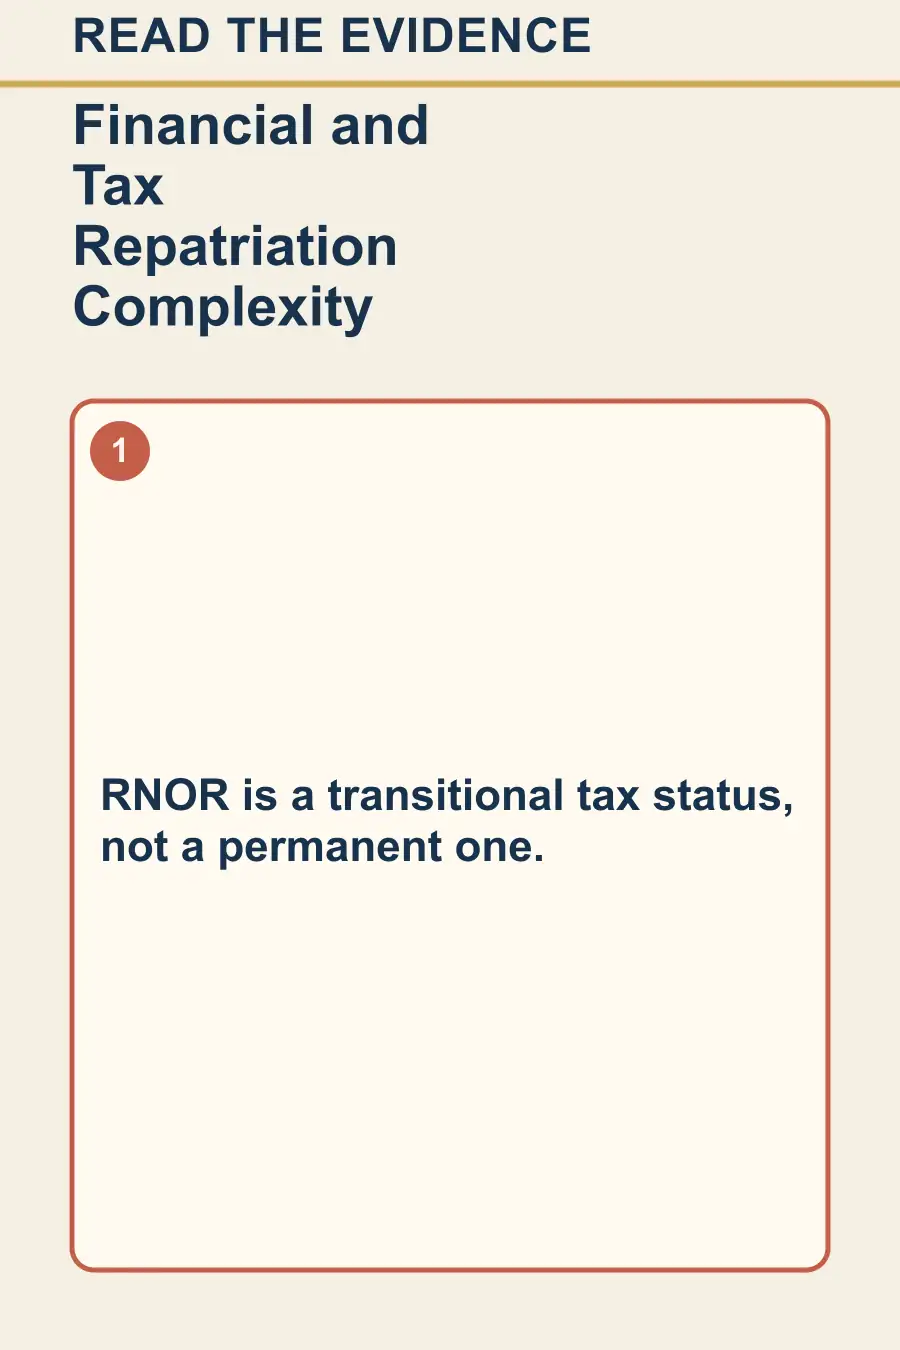 READ THE EVIDENCE
Financial and
Tax
Repatriation
Complexity
1
RNOR is a transitional tax status,
not a permanent one.